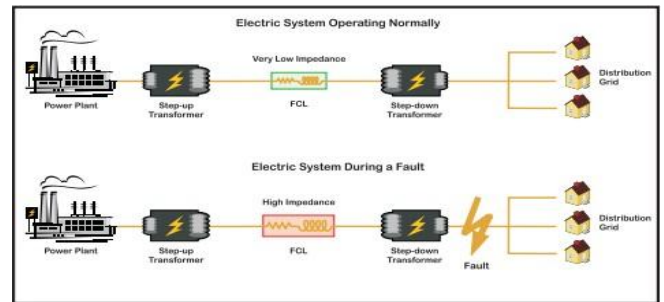 Electric System Operating Normally
Very Low Impedance
Power Plant
Step-up
Transformer
FCL
Step-down
Transformer
Distribution
Grid
Electric System During a Fault
High Impedance
Power Plant
Step-up
Transformer
FCL
Step-down
Transformer
Fault
Distribution
Grid